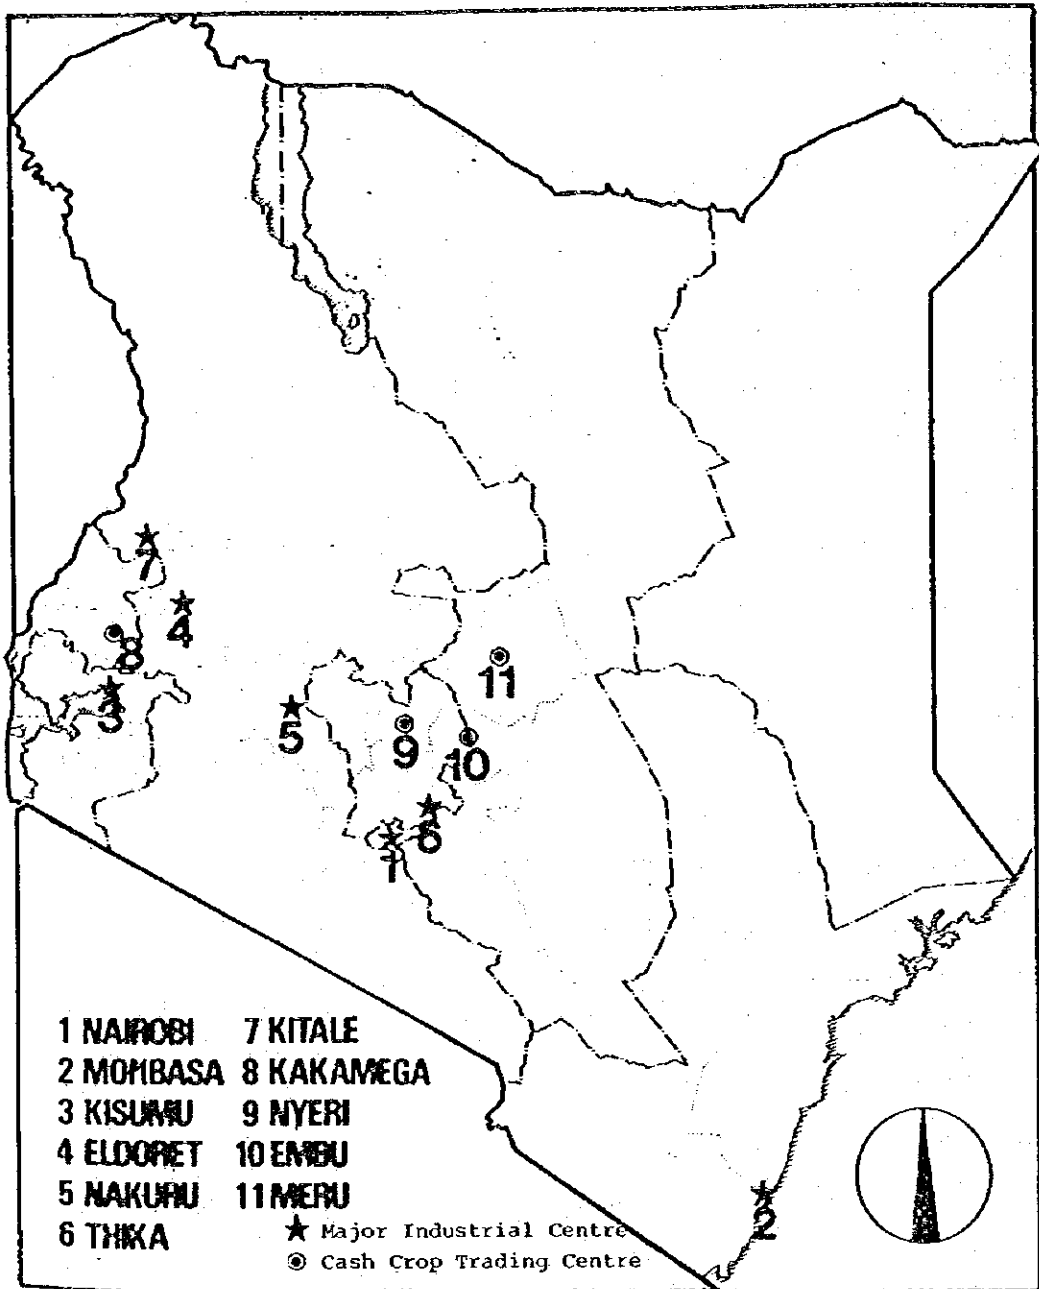 7
4
8
11
3
5
9
10
6
1
1 NAIROBI 7 KITALE
2 MOMBASA 8 KAKAMEGA
3 KISUMU 9 NYERI
4 ELDORET 10 EMBU
5 NAKURU 11 MERU
6 THIKA
★ Major Industrial Centre
2
◉ Cash Crop Trading Centre